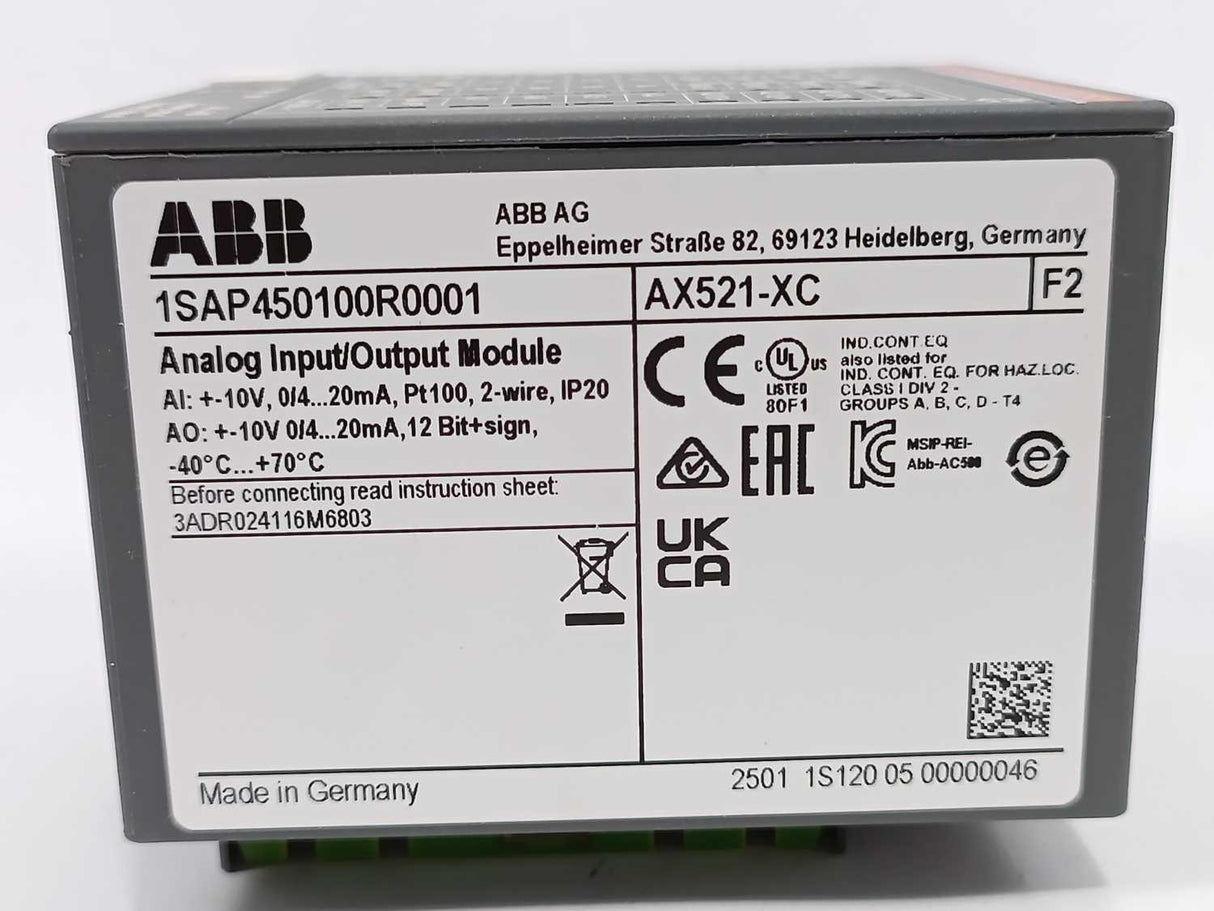 ABB
ABB AG
Eppelheimer Straße 82, 69123 Heidelberg, Germany
1SAP450100R0001
AX521-XC
F2
Analog Input/Output Module
AI: +-10V, 0/4...20mA, Pt100, 2-wire, IP20
AO: +-10V 0/4...20mA,12 Bit+sign,
-40°C...+70°C
Before connecting read instruction sheet:
3ADR024116M6803
CE
c UL us
LISTED
80F1
IND.CONT.EQ
also listed for
IND. CONT. EQ. FOR HAZ.LOC.
CLASS I DIV 2 -
GROUPS A, B, C, D - T4
EAC
KC
MSIP-REI-
Abb-AC500
e
UK
CA
Made in Germany
2501 1S120 05 00000046